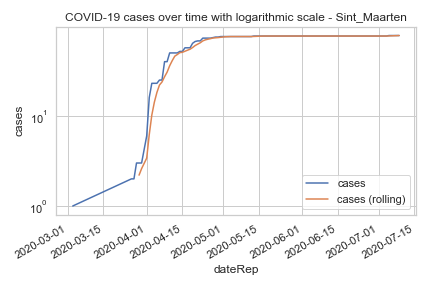 COVID-19 cases over time with logarithmic scale - Sint_Maarten
cases
10¹
10⁰
cases
cases (rolling)
2020-03-01
2020-03-15
2020-04-01
2020-04-15
2020-05-01
2020-05-15
2020-06-01
2020-06-15
2020-07-01
2020-07-15
dateRep